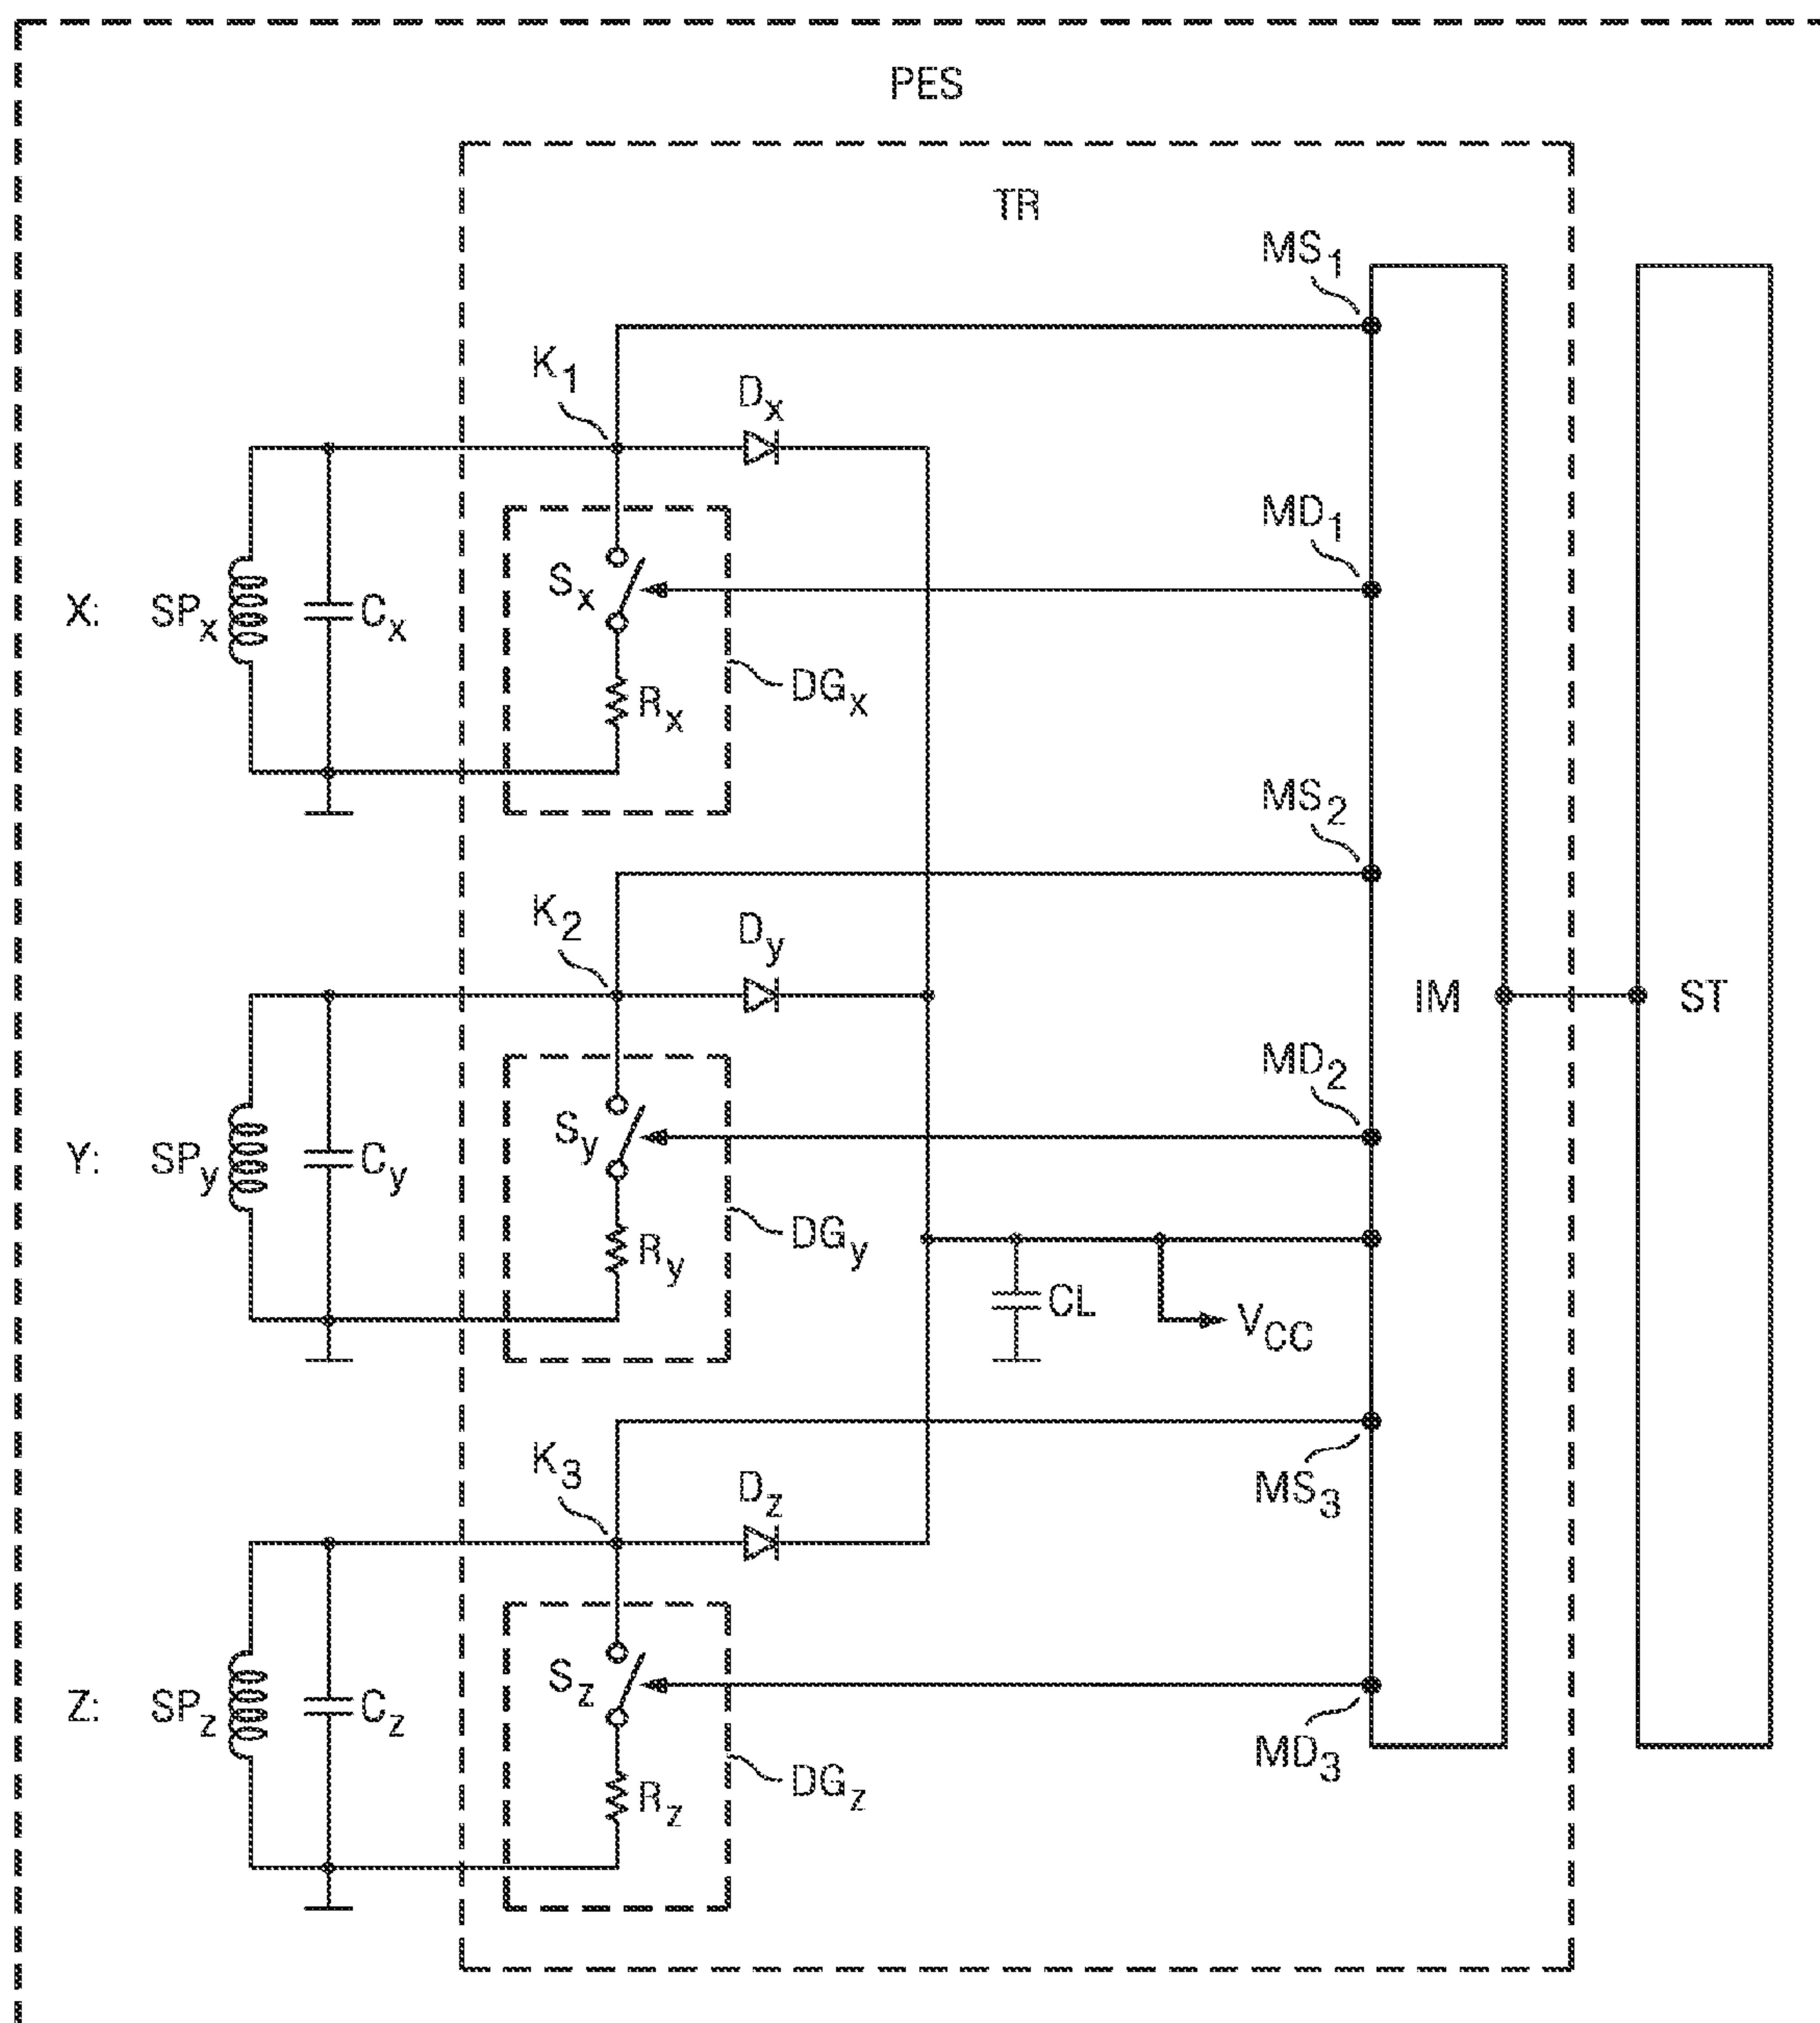 PES
TR
MS1
K1
Dx
MD1
Sx
X: SPx Cx
Rx
DGx
MS2
K2
Dy
IM
ST
MD2
Sy
Y: SPy Cy
Ry
DGy
CL
VCC
K3
Dz
MS3
Sz
Z: SPz Cz
MD3
Rz
DGz